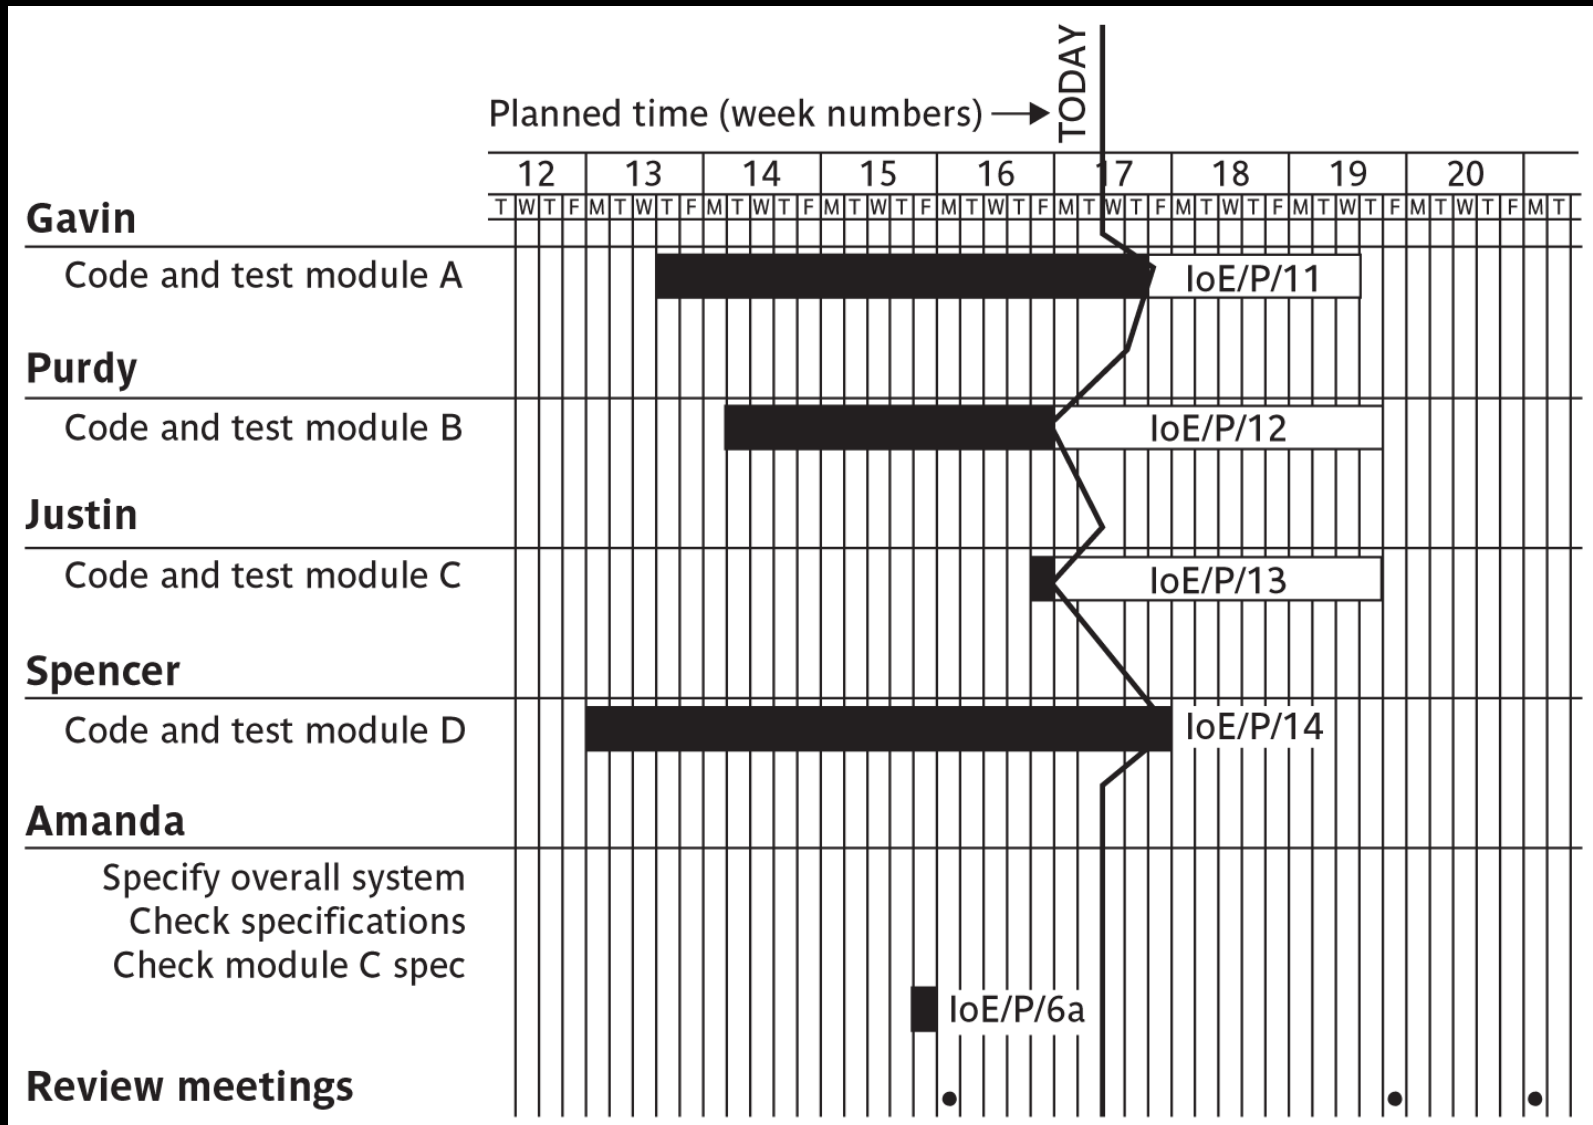 TODAY
Planned time (week numbers)
12 13 14 15 16 17 18 19 20
T W T F M T W T F M T W T F M T W T F M T W T F M T W T F M T W T F M T W T F M T W T F M T
Gavin
Code and test module A IoE/P/11
Purdy
Code and test module B IoE/P/12
Justin
Code and test module C IoE/P/13
Spencer
Code and test module D IoE/P/14
Amanda
Specify overall system
Check specifications
Check module C spec
IoE/P/6a
Review meetings